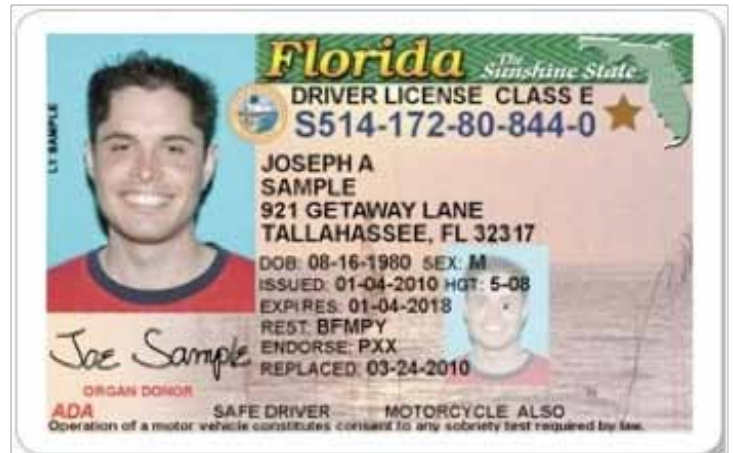 Florida The Sunshine State
DRIVER LICENSE CLASS E
S514-172-80-844-0
LY SAMPLE
JOSEPH A
SAMPLE
921 GETAWAY LANE
TALLAHASSEE, FL 32317
DOB: 08-16-1980 SEX: M
ISSUED: 01-04-2010 HGT: 5-08
EXPIRES: 01-04-2018
REST: BFMPY
ENDORSE: PXX
REPLACED: 03-24-2010
Joe Sample
ORGAN DONOR
ADA SAFE DRIVER MOTORCYCLE ALSO
Operation of a motor vehicle constitutes consent to any sobriety test required by law.